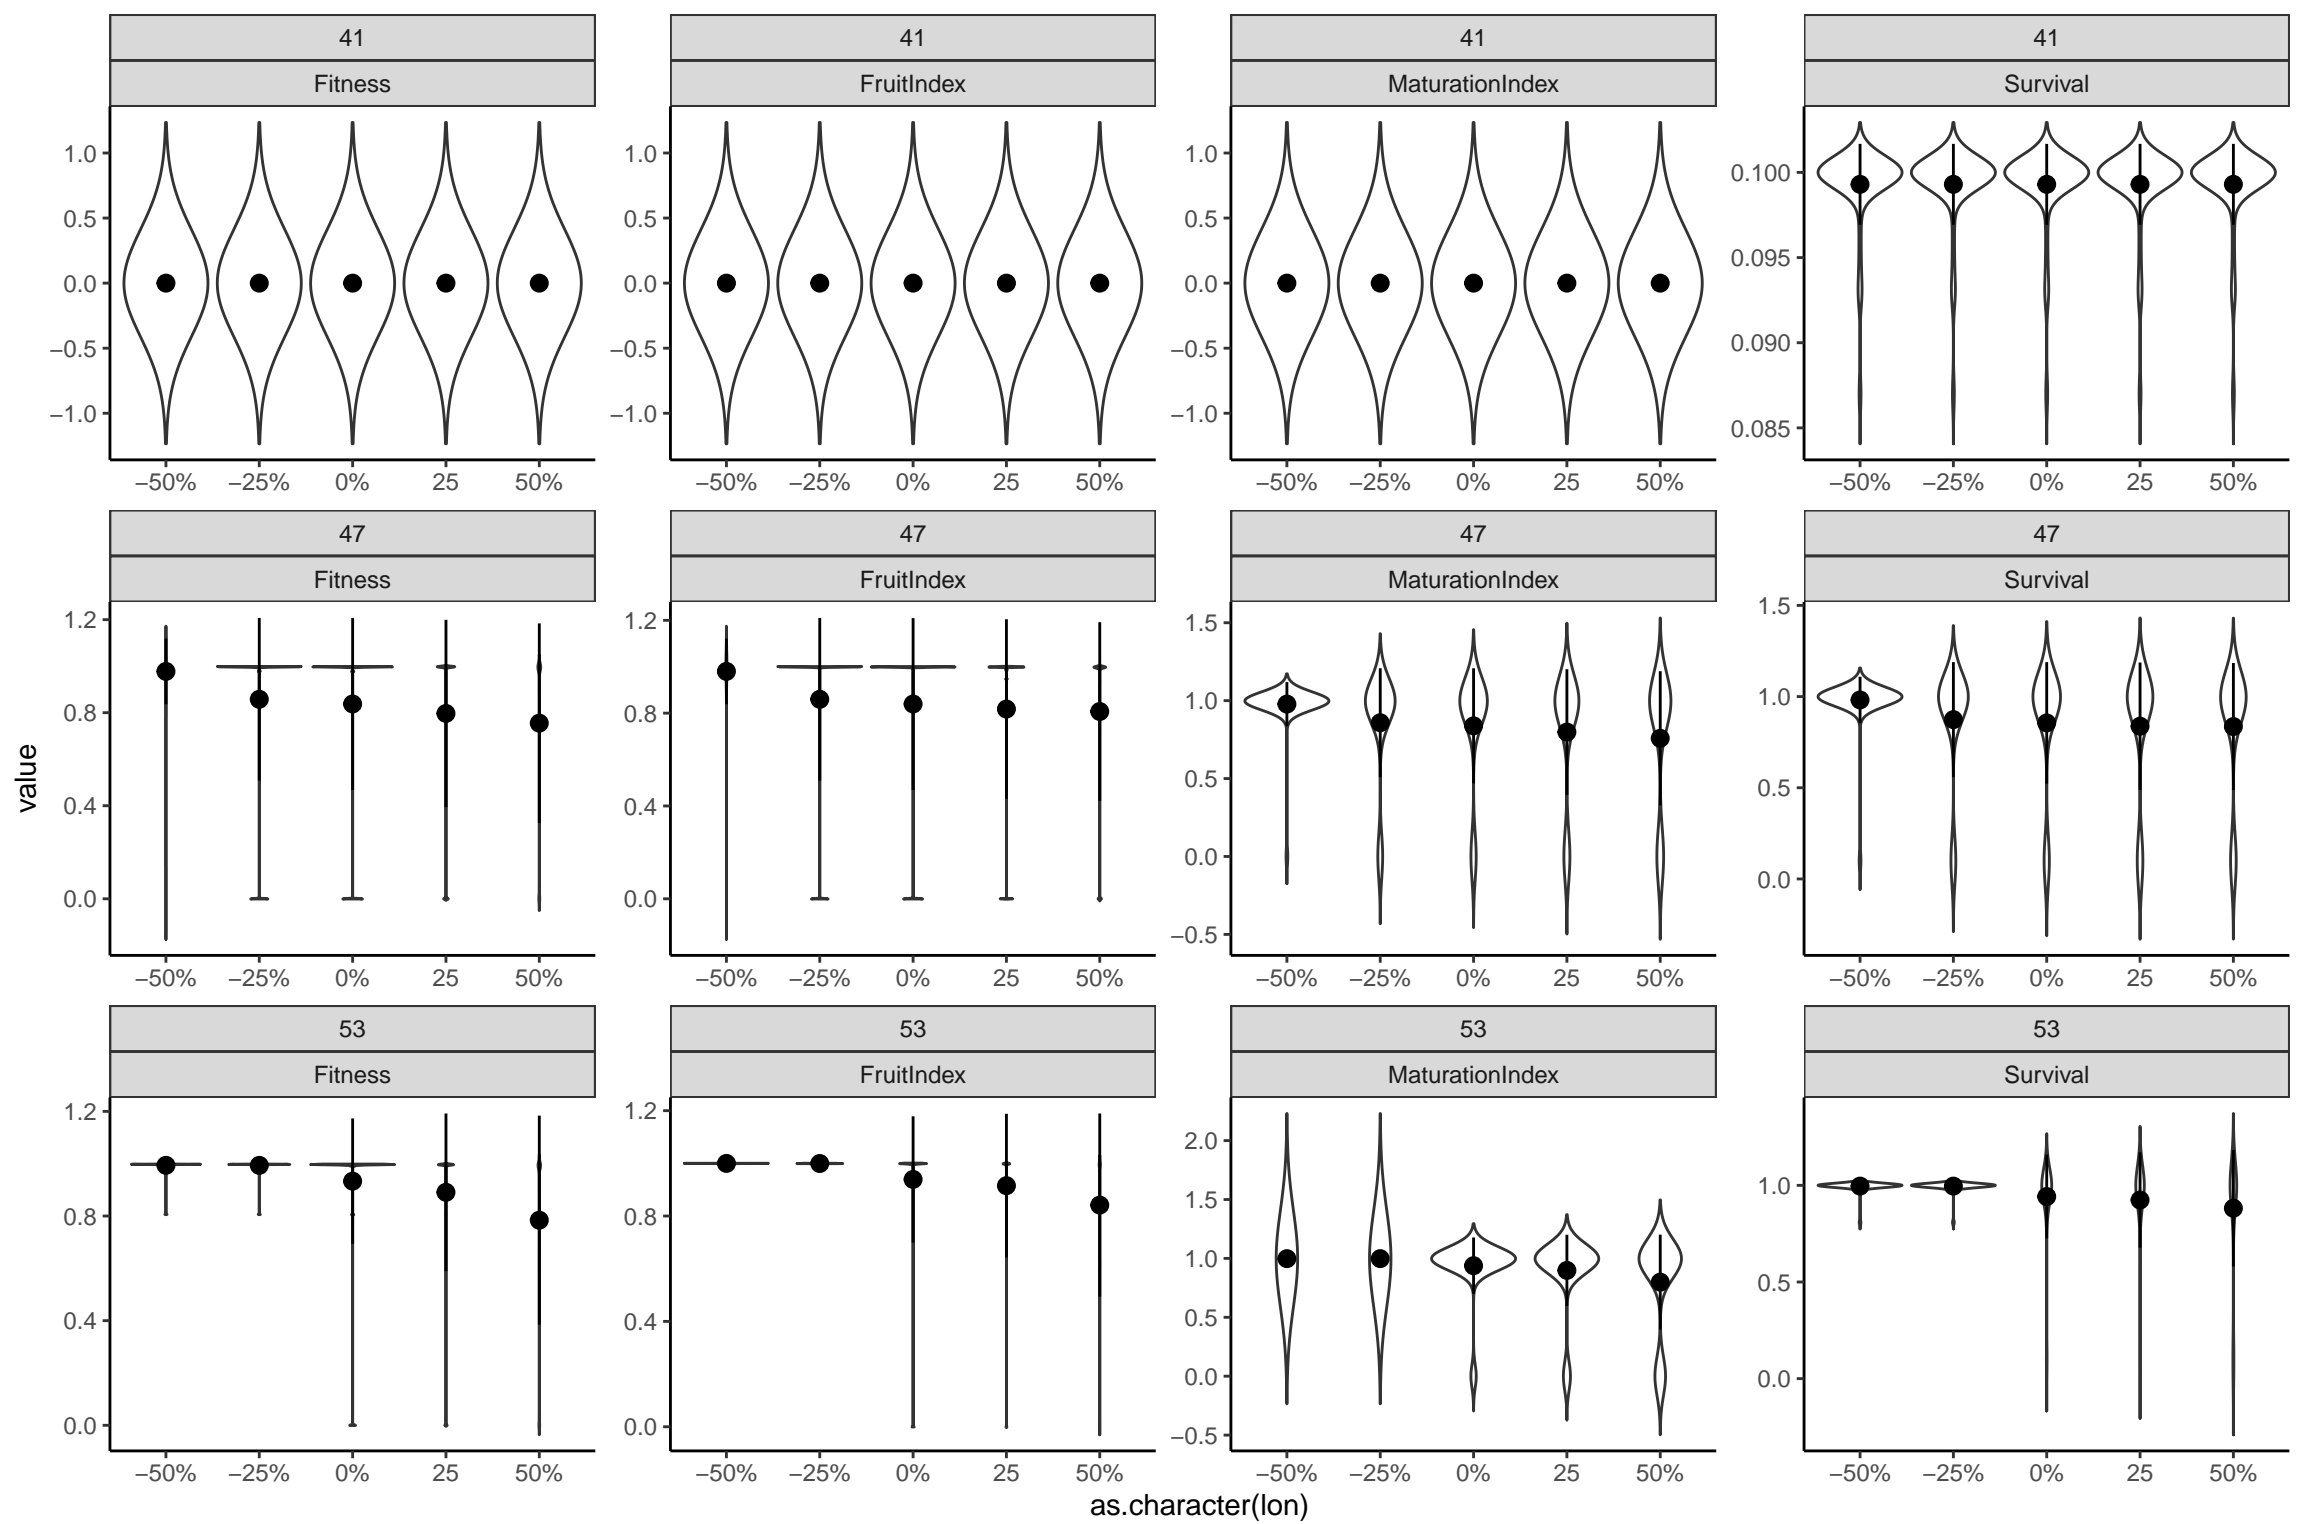 41 41 41 41
Fitness FruitIndex MaturationIndex Survival
1.0 1.0 1.0 0.100
0.5 0.5 0.5 0.095
0.0 0.0 0.0 0.090
−0.5 −0.5 −0.5 0.085
−1.0 −1.0 −1.0
−50% −25% 0% 25 50% −50% −25% 0% 25 50% −50% −25% 0% 25 50% −50% −25% 0% 25 50%
47 47 47 47
Fitness FruitIndex MaturationIndex Survival
1.2 1.2 1.5 1.5
0.8 0.8 1.0 1.0
0.4 0.4 0.5 0.5
0.0 0.0 0.0 0.0
−0.5
value
−50% −25% 0% 25 50% −50% −25% 0% 25 50% −50% −25% 0% 25 50% −50% −25% 0% 25 50%
53 53 53 53
Fitness FruitIndex MaturationIndex Survival
1.2 1.2 2.0 1.0
0.8 0.8 1.5 0.5
0.4 0.4 1.0 0.0
0.0 0.0 0.5
0.0
−0.5
−50% −25% 0% 25 50% −50% −25% 0% 25 50% −50% −25% 0% 25 50% −50% −25% 0% 25 50%
as.character(lon)